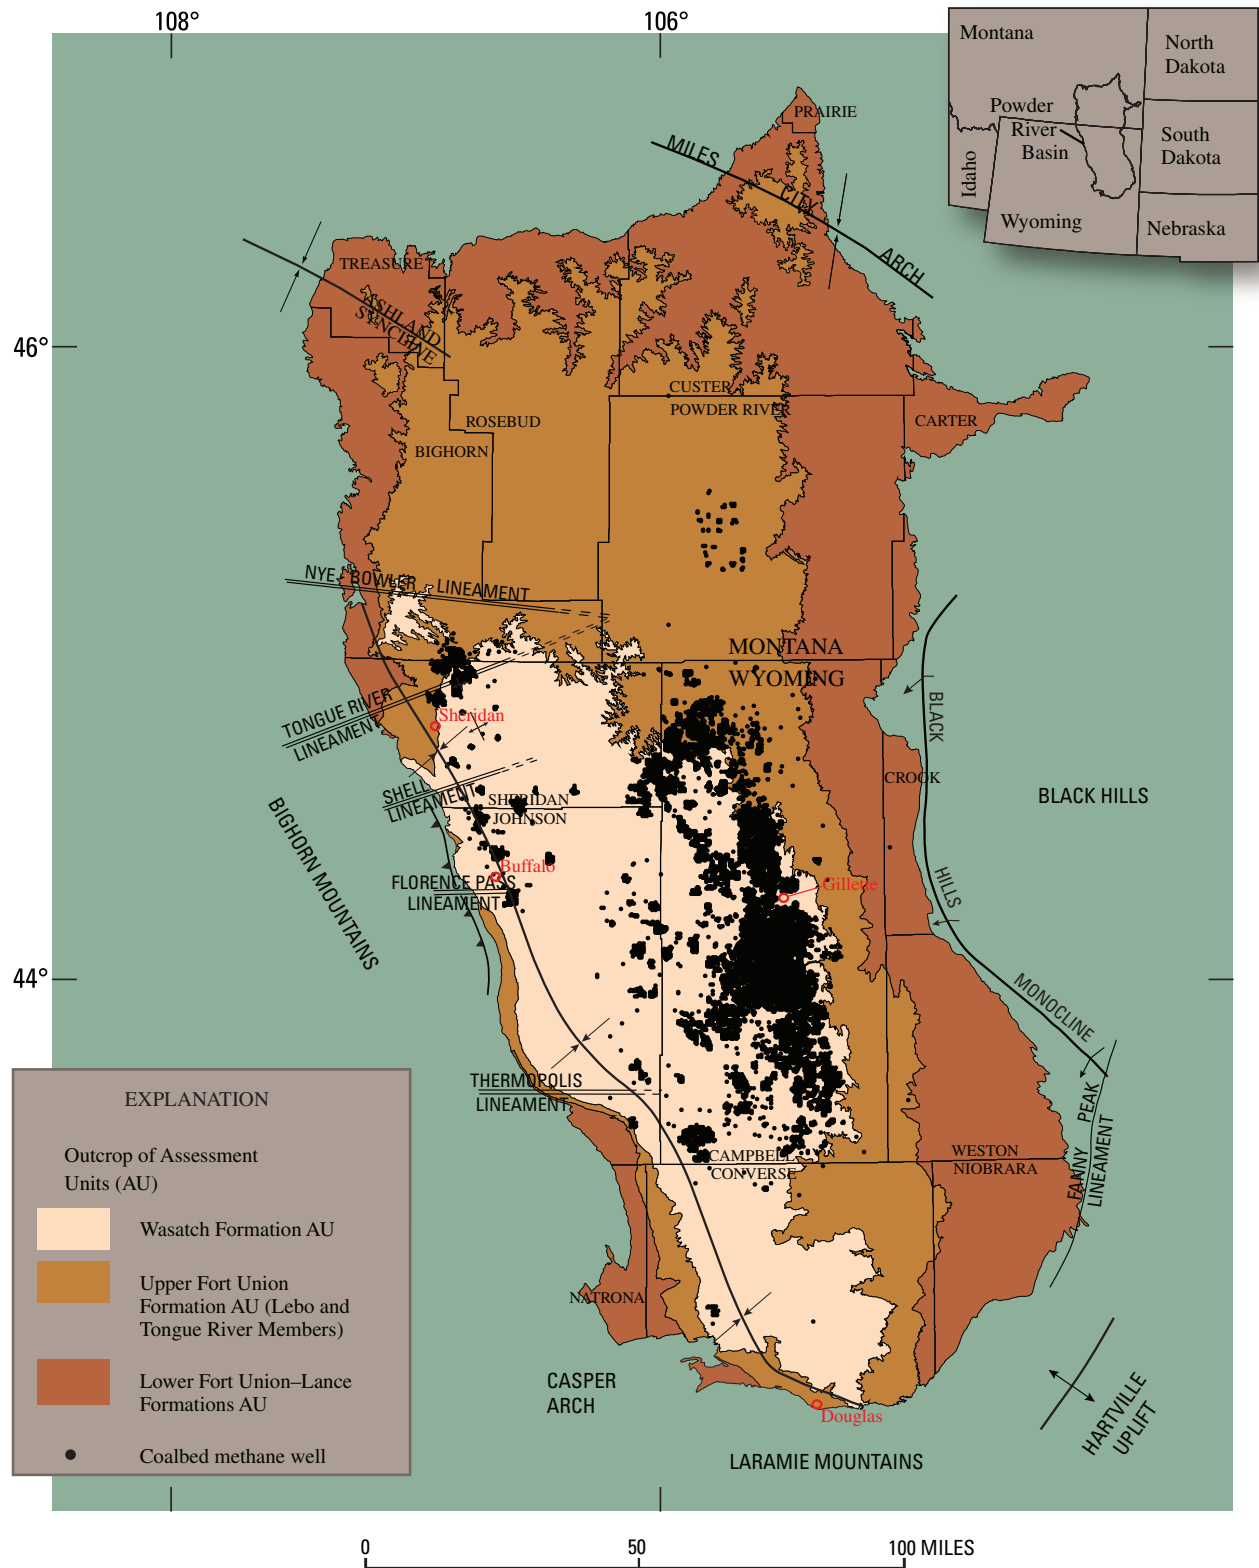 108°
106°
Montana
North
Dakota
Powder
River
Basin
South
Dakota
Idaho
Wyoming
Nebraska
PRAIRIE
MILES
CITY
ARCH
TREASURE
ASHLAND
SYNCLINE
46°
CUSTER
POWDER RIVER
CARTER
ROSEBUD
BIGHORN
NYE - BOWLER LINEAMENT
MONTANA
WYOMING
TONGUE RIVER
LINEAMENT
Sheridan
BLACK
HILLS
MONOCLINE
SHELL
LINEAMENT
SHERIDAN
JOHNSON
CROOK
BLACK HILLS
BIGHORN MOUNTAINS
Buffalo
FLORENCE PASS
LINEAMENT
Gillette
44°
THERMOPOLIS
LINEAMENT
FANNY PEAK
LINEAMENT
CAMPBELL
CONVERSE
WESTON
NIOBRARA
NATRONA
CASPER
ARCH
Douglas
HARTVILLE
UPLIFT
LARAMIE MOUNTAINS
EXPLANATION
Outcrop of Assessment
Units (AU)
Wasatch Formation AU
Upper Fort Union
Formation AU (Lebo and
Tongue River Members)
Lower Fort Union–Lance
Formations AU
Coalbed methane well
0
50
100 MILES